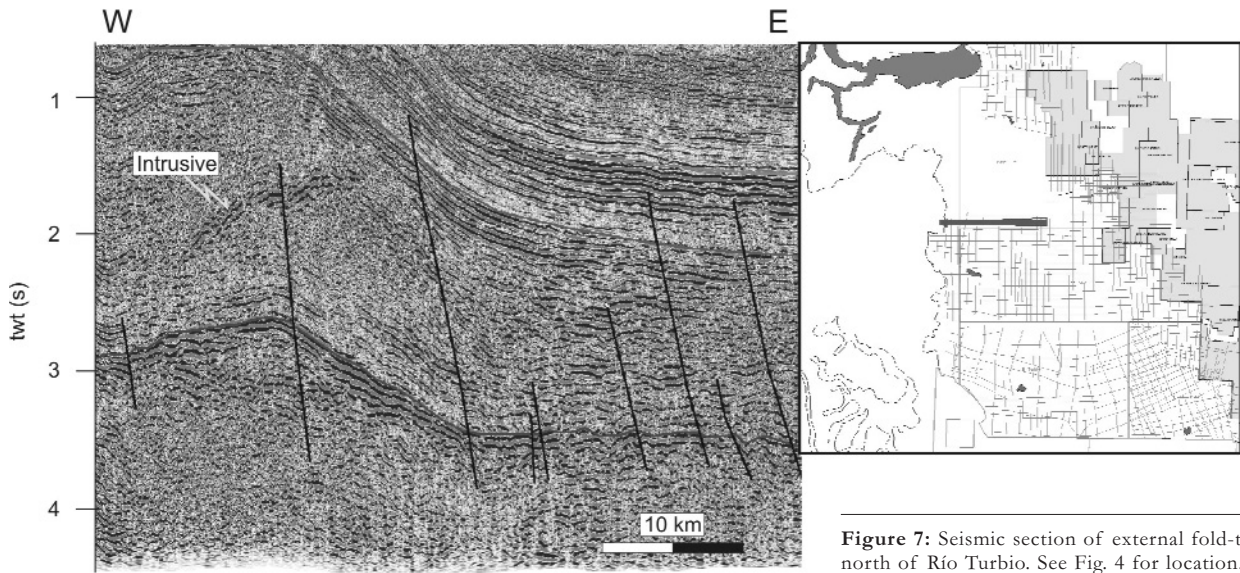 W
E
1
Intrusive
2
twt (s)
3
4
10 km
Figure 7: Seismic section of external fold-t
north of Río Turbio. See Fig. 4 for location.